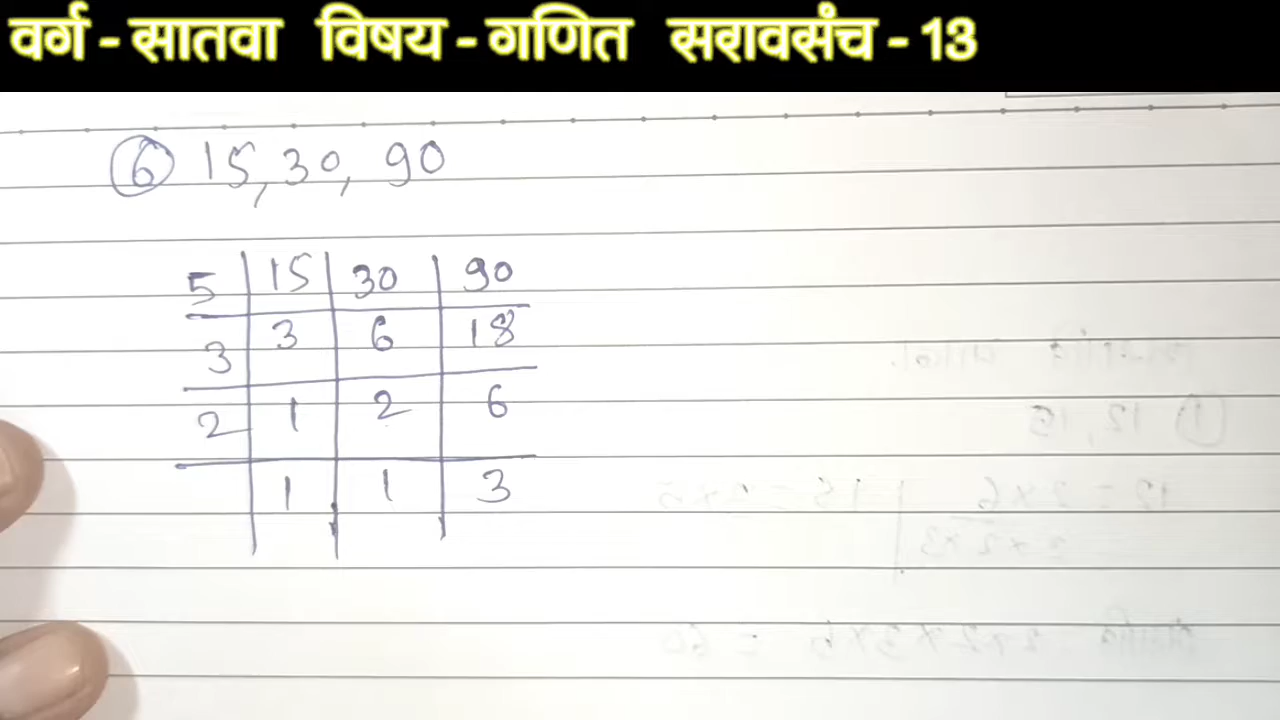 वर्ग - सातवा विषय - गणित सरावसंच - 13
6 15, 30, 90
5 15 30 90
3 3 6 18
2 1 2 6
1 1 3